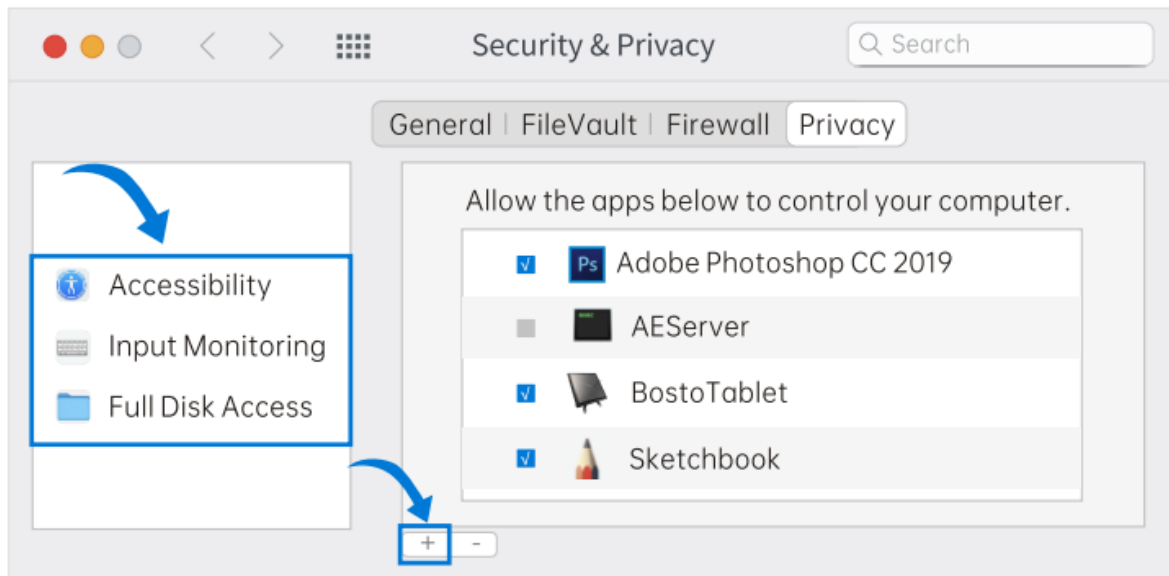 Security & Privacy
Search
General | FileVault | Firewall | Privacy
Allow the apps below to control your computer.
Accessibility
Input Monitoring
Full Disk Access
Ps Adobe Photoshop CC 2019
AEServer
BostoTablet
Sketchbook
+ -